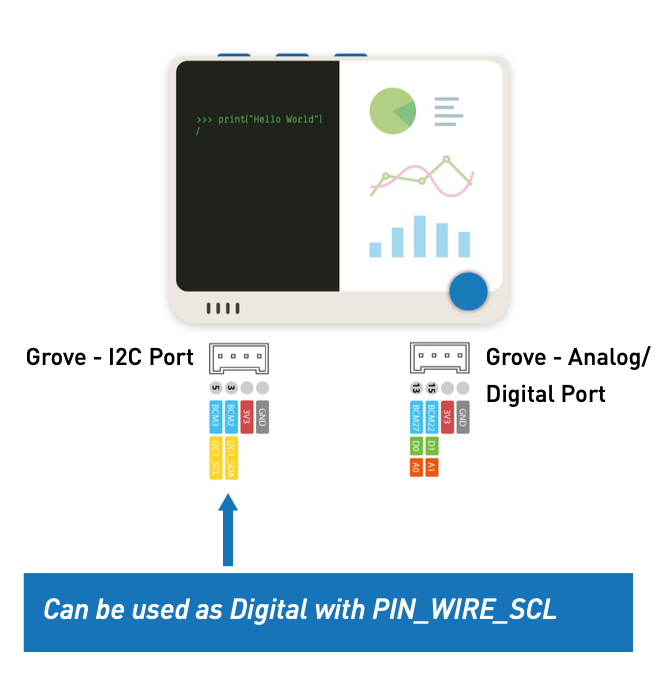 >>> print("Hello World")
/
Grove - I2C Port
Grove - Analog/
Digital Port
5
3
BCM3
BCM2
3V3
GND
I2C1_SCL
I2C1_SDA
13
15
BCM27
BCM22
3V3
GND
D0
D1
A0
A1
Can be used as Digital with PIN_WIRE_SCL